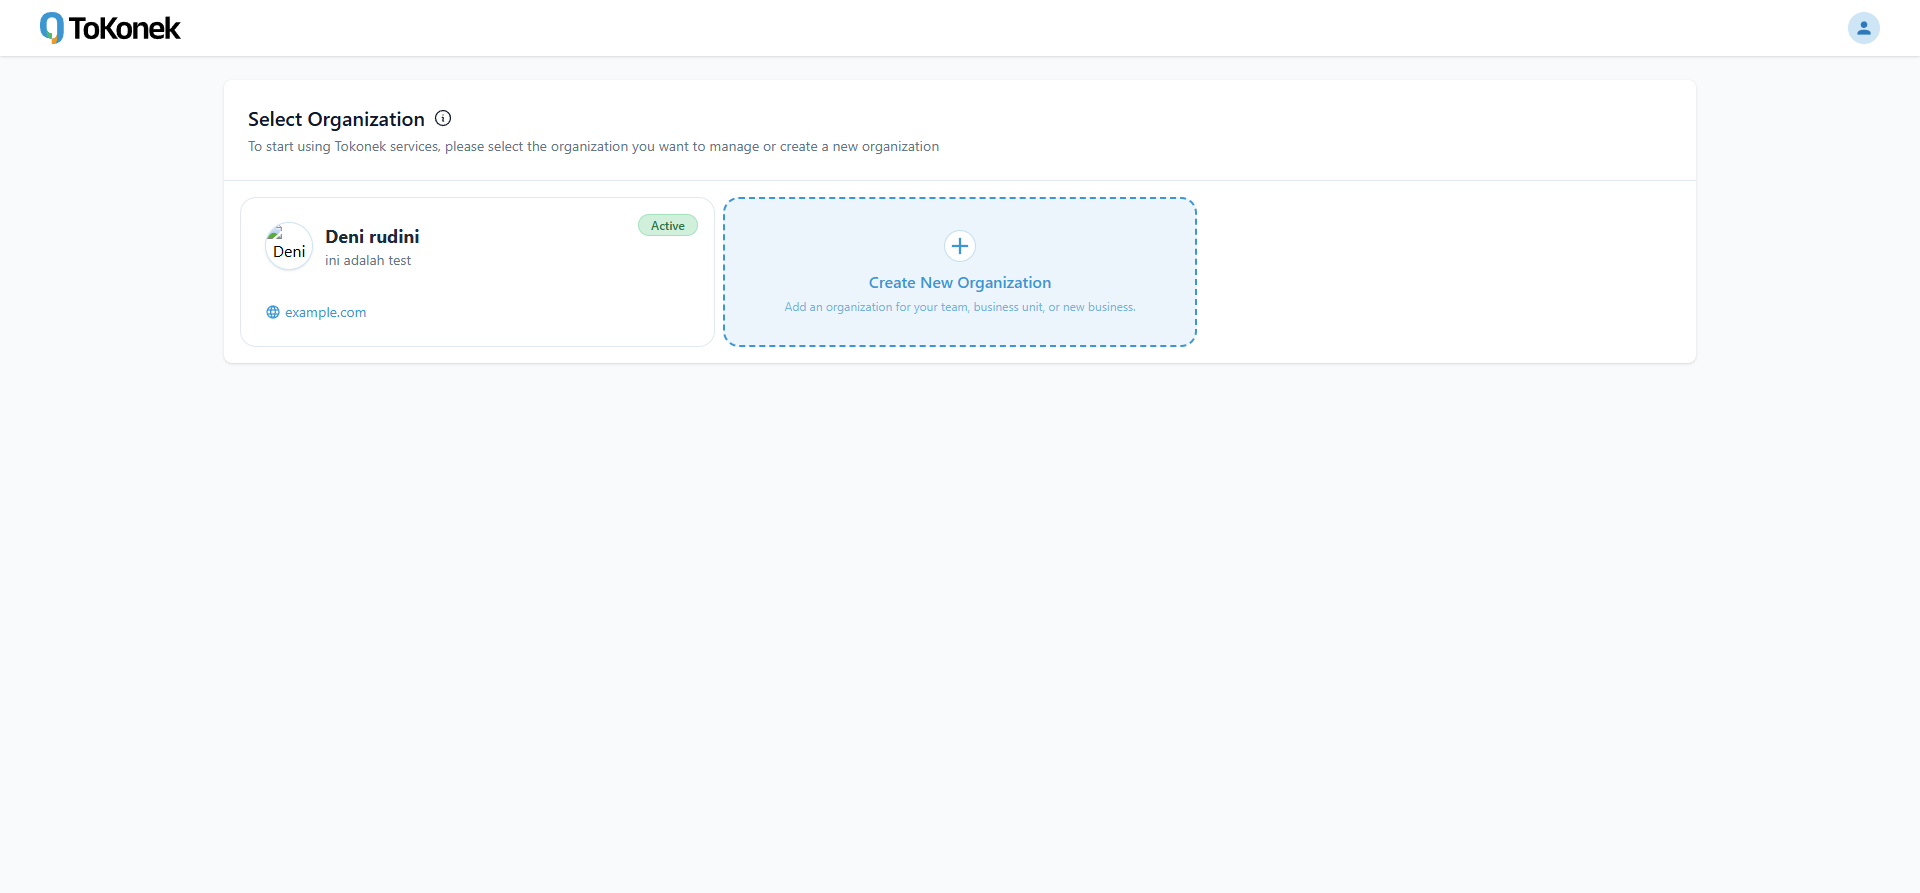 ToKonek
Select Organization
To start using Tokonek services, please select the organization you want to manage or create a new organization
Deni
Deni rudini
ini adalah test
Active
example.com
Create New Organization
Add an organization for your team, business unit, or new business.